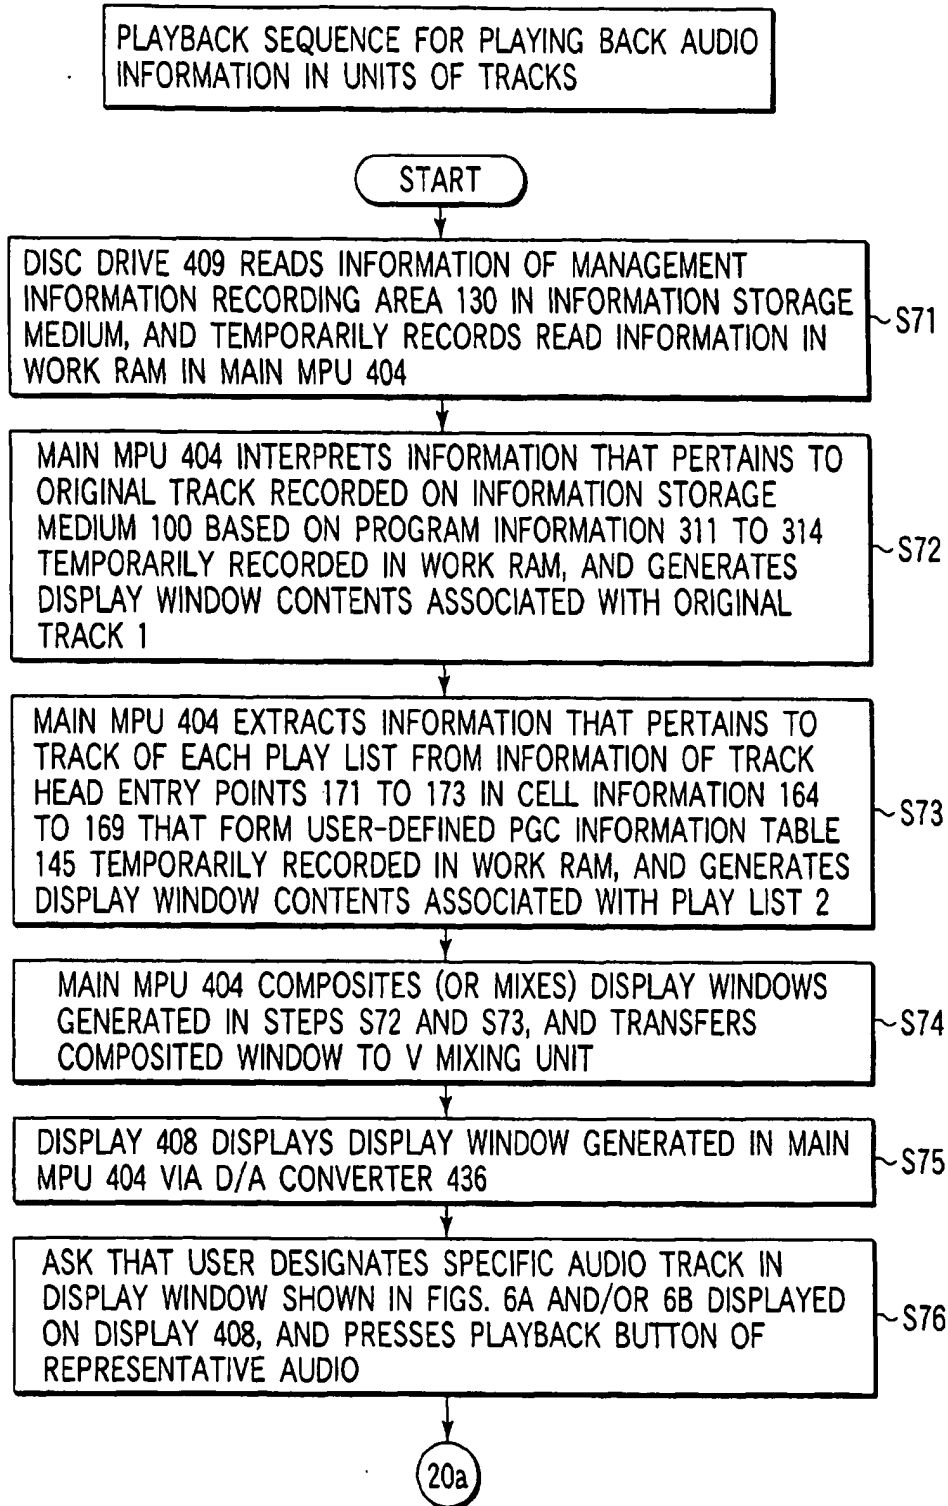 PLAYBACK SEQUENCE FOR PLAYING BACK AUDIO
INFORMATION IN UNITS OF TRACKS
START
DISC DRIVE 409 READS INFORMATION OF MANAGEMENT
INFORMATION RECORDING AREA 130 IN INFORMATION STORAGE
MEDIUM, AND TEMPORARILY RECORDS READ INFORMATION IN
WORK RAM IN MAIN MPU 404
S71
MAIN MPU 404 INTERPRETS INFORMATION THAT PERTAINS TO
ORIGINAL TRACK RECORDED ON INFORMATION STORAGE
MEDIUM 100 BASED ON PROGRAM INFORMATION 311 TO 314
TEMPORARILY RECORDED IN WORK RAM, AND GENERATES
DISPLAY WINDOW CONTENTS ASSOCIATED WITH ORIGINAL
TRACK 1
S72
MAIN MPU 404 EXTRACTS INFORMATION THAT PERTAINS TO
TRACK OF EACH PLAY LIST FROM INFORMATION OF TRACK
HEAD ENTRY POINTS 171 TO 173 IN CELL INFORMATION 164
TO 169 THAT FORM USER-DEFINED PGC INFORMATION TABLE
145 TEMPORARILY RECORDED IN WORK RAM, AND GENERATES
DISPLAY WINDOW CONTENTS ASSOCIATED WITH PLAY LIST 2
S73
MAIN MPU 404 COMPOSITES (OR MIXES) DISPLAY WINDOWS
GENERATED IN STEPS S72 AND S73, AND TRANSFERS
COMPOSITED WINDOW TO V MIXING UNIT
S74
DISPLAY 408 DISPLAYS DISPLAY WINDOW GENERATED IN MAIN
MPU 404 VIA D/A CONVERTER 436
S75
ASK THAT USER DESIGNATES SPECIFIC AUDIO TRACK IN
DISPLAY WINDOW SHOWN IN FIGS. 6A AND/OR 6B DISPLAYED
ON DISPLAY 408, AND PRESSES PLAYBACK BUTTON OF
REPRESENTATIVE AUDIO
S76
20a